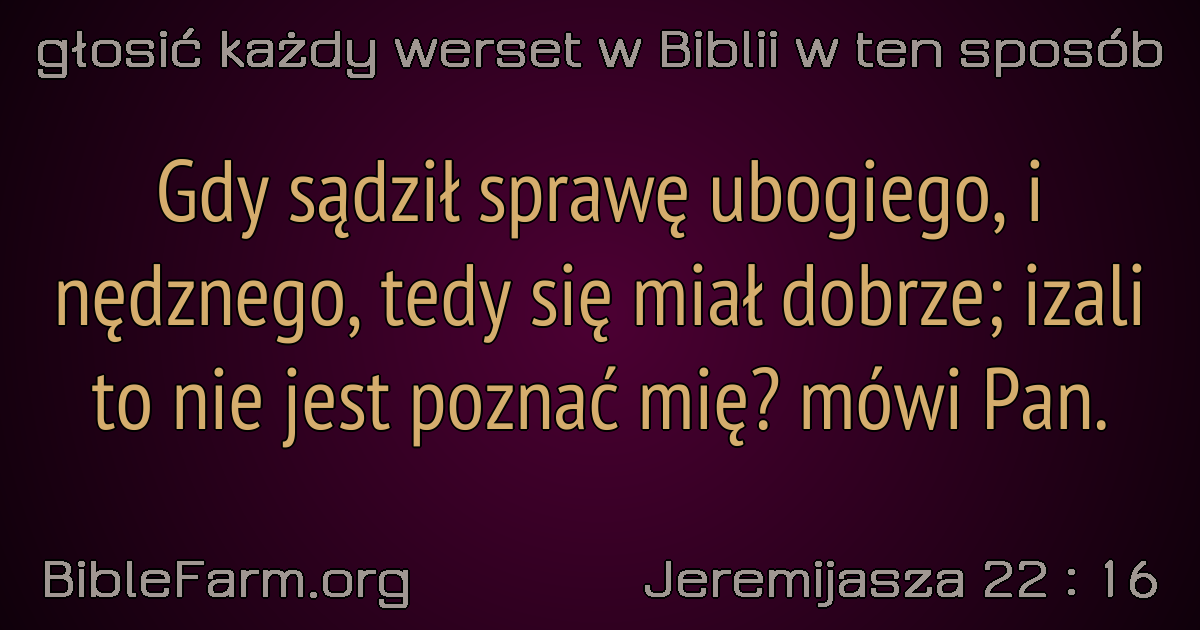 głosić każdy werset w Biblii w ten sposób
Gdy sądził sprawę ubogiego, i
nędznego, tedy się miał dobrze; izali
to nie jest poznać mię? mówi Pan.
BibleFarm.org
Jeremijasza 22 : 16